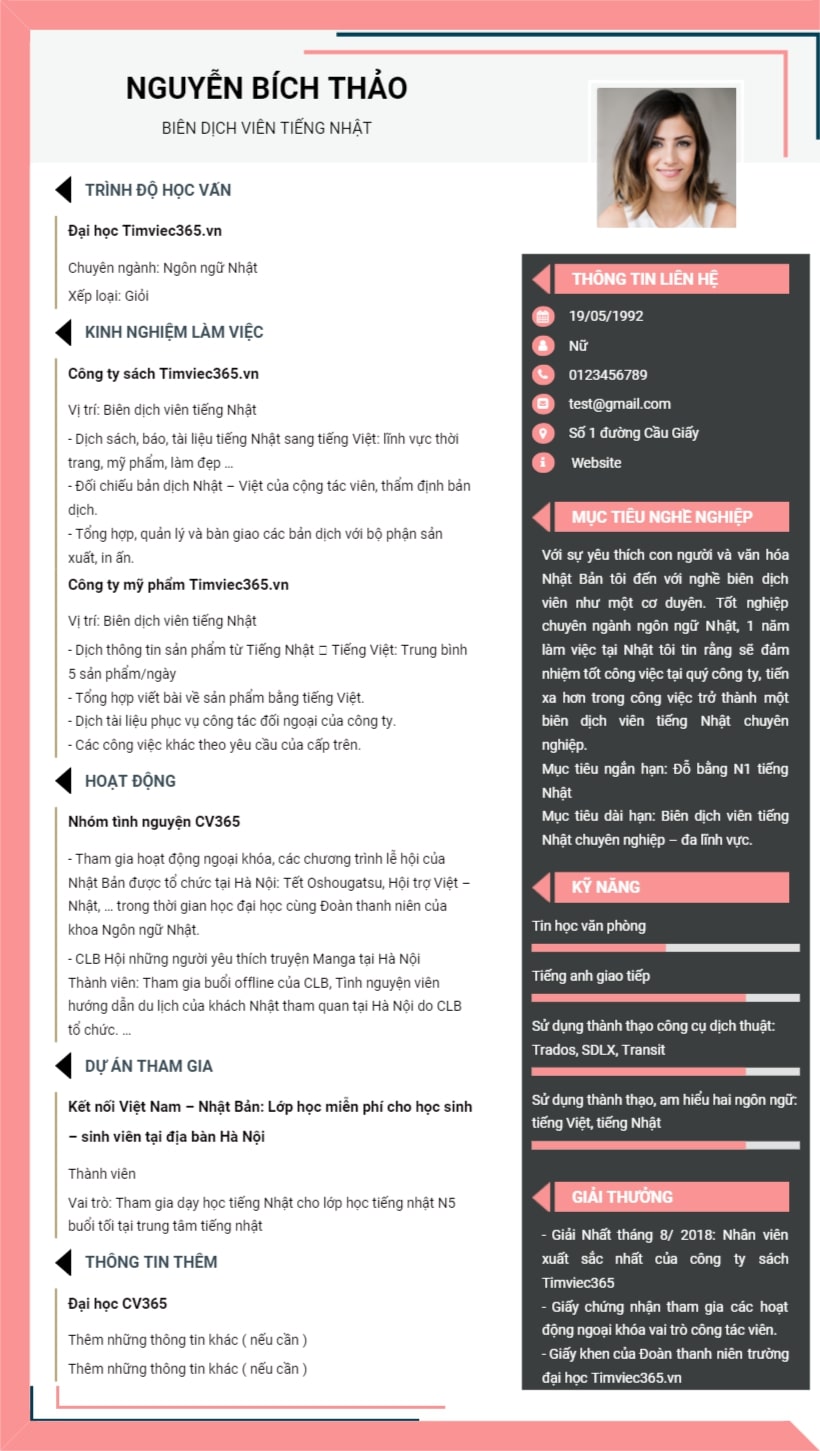 NGUYỄN BÍCH THẢO
BIÊN DỊCH VIÊN TIẾNG NHẬT
TRÌNH ĐỘ HỌC VẤN
Đại học Timviec365.vn
Chuyên ngành: Ngôn ngữ Nhật
Xếp loại: Giỏi
KINH NGHIỆM LÀM VIỆC
Công ty sách Timviec365.vn
Vị trí: Biên dịch viên tiếng Nhật
- Dịch sách, báo, tài liệu tiếng Nhật sang tiếng Việt: lĩnh vực thời
trang, mỹ phẩm, làm đẹp ...
- Đối chiếu bản dịch Nhật – Việt của cộng tác viên, thẩm định bản
dịch.
- Tổng hợp, quản lý và bàn giao các bản dịch với bộ phận sản
xuất, in ấn.
Công ty mỹ phẩm Timviec365.vn
Vị trí: Biên dịch viên tiếng Nhật
- Dịch thông tin sản phẩm từ Tiếng Nhật □ Tiếng Việt: Trung bình
5 sản phẩm/ngày
- Tổng hợp viết bài về sản phẩm bằng tiếng Việt.
- Dịch tài liệu phục vụ công tác đối ngoại của công ty.
- Các công việc khác theo yêu cầu của cấp trên.
HOẠT ĐỘNG
Nhóm tình nguyện CV365
- Tham gia hoạt động ngoại khóa, các chương trình lễ hội của
Nhật Bản được tổ chức tại Hà Nội: Tết Oshougatsu, Hội trợ Việt –
Nhật, ... trong thời gian học đại học cùng Đoàn thanh niên của
khoa Ngôn ngữ Nhật.
- CLB Hội những người yêu thích truyện Manga tại Hà Nội
Thành viên: Tham gia buổi offline của CLB, Tình nguyện viên
hướng dẫn du lịch của khách Nhật tham quan tại Hà Nội do CLB
tổ chức. ...
DỰ ÁN THAM GIA
Kết nối Việt Nam – Nhật Bản: Lớp học miễn phí cho học sinh
– sinh viên tại địa bàn Hà Nội
Thành viên
Vai trò: Tham gia dạy học tiếng Nhật cho lớp học tiếng nhật N5
buổi tối tại trung tâm tiếng nhật
THÔNG TIN THÊM
Đại học CV365
Thêm những thông tin khác ( nếu cần )
Thêm những thông tin khác ( nếu cần )
THÔNG TIN LIÊN HỆ
19/05/1992
Nữ
0123456789
test@gmail.com
Số 1 đường Cầu Giấy
Website
MỤC TIÊU NGHỀ NGHIỆP
Với sự yêu thích con người và văn hóa
Nhật Bản tôi đến với nghề biên dịch
viên như một cơ duyên. Tốt nghiệp
chuyên ngành ngôn ngữ Nhật, 1 năm
làm việc tại Nhật tôi tin rằng sẽ đảm
nhiệm tốt công việc tại quý công ty, tiến
xa hơn trong công việc trở thành một
biên dịch viên tiếng Nhật chuyên
nghiệp.
Mục tiêu ngắn hạn: Đỗ bằng N1 tiếng
Nhật
Mục tiêu dài hạn: Biên dịch viên tiếng
Nhật chuyên nghiệp – đa lĩnh vực.
KỸ NĂNG
Tin học văn phòng
Tiếng anh giao tiếp
Sử dụng thành thạo công cụ dịch thuật:
Trados, SDLX, Transit
Sử dụng thành thạo, am hiểu hai ngôn ngữ:
tiếng Việt, tiếng Nhật
GIẢI THƯỞNG
- Giải Nhất tháng 8/ 2018: Nhân viên
xuất sắc nhất của công ty sách
Timviec365
- Giấy chứng nhận tham gia các hoạt
động ngoại khóa vai trò công tác viên.
- Giấy khen của Đoàn thanh niên trường
đại học Timviec365.vn